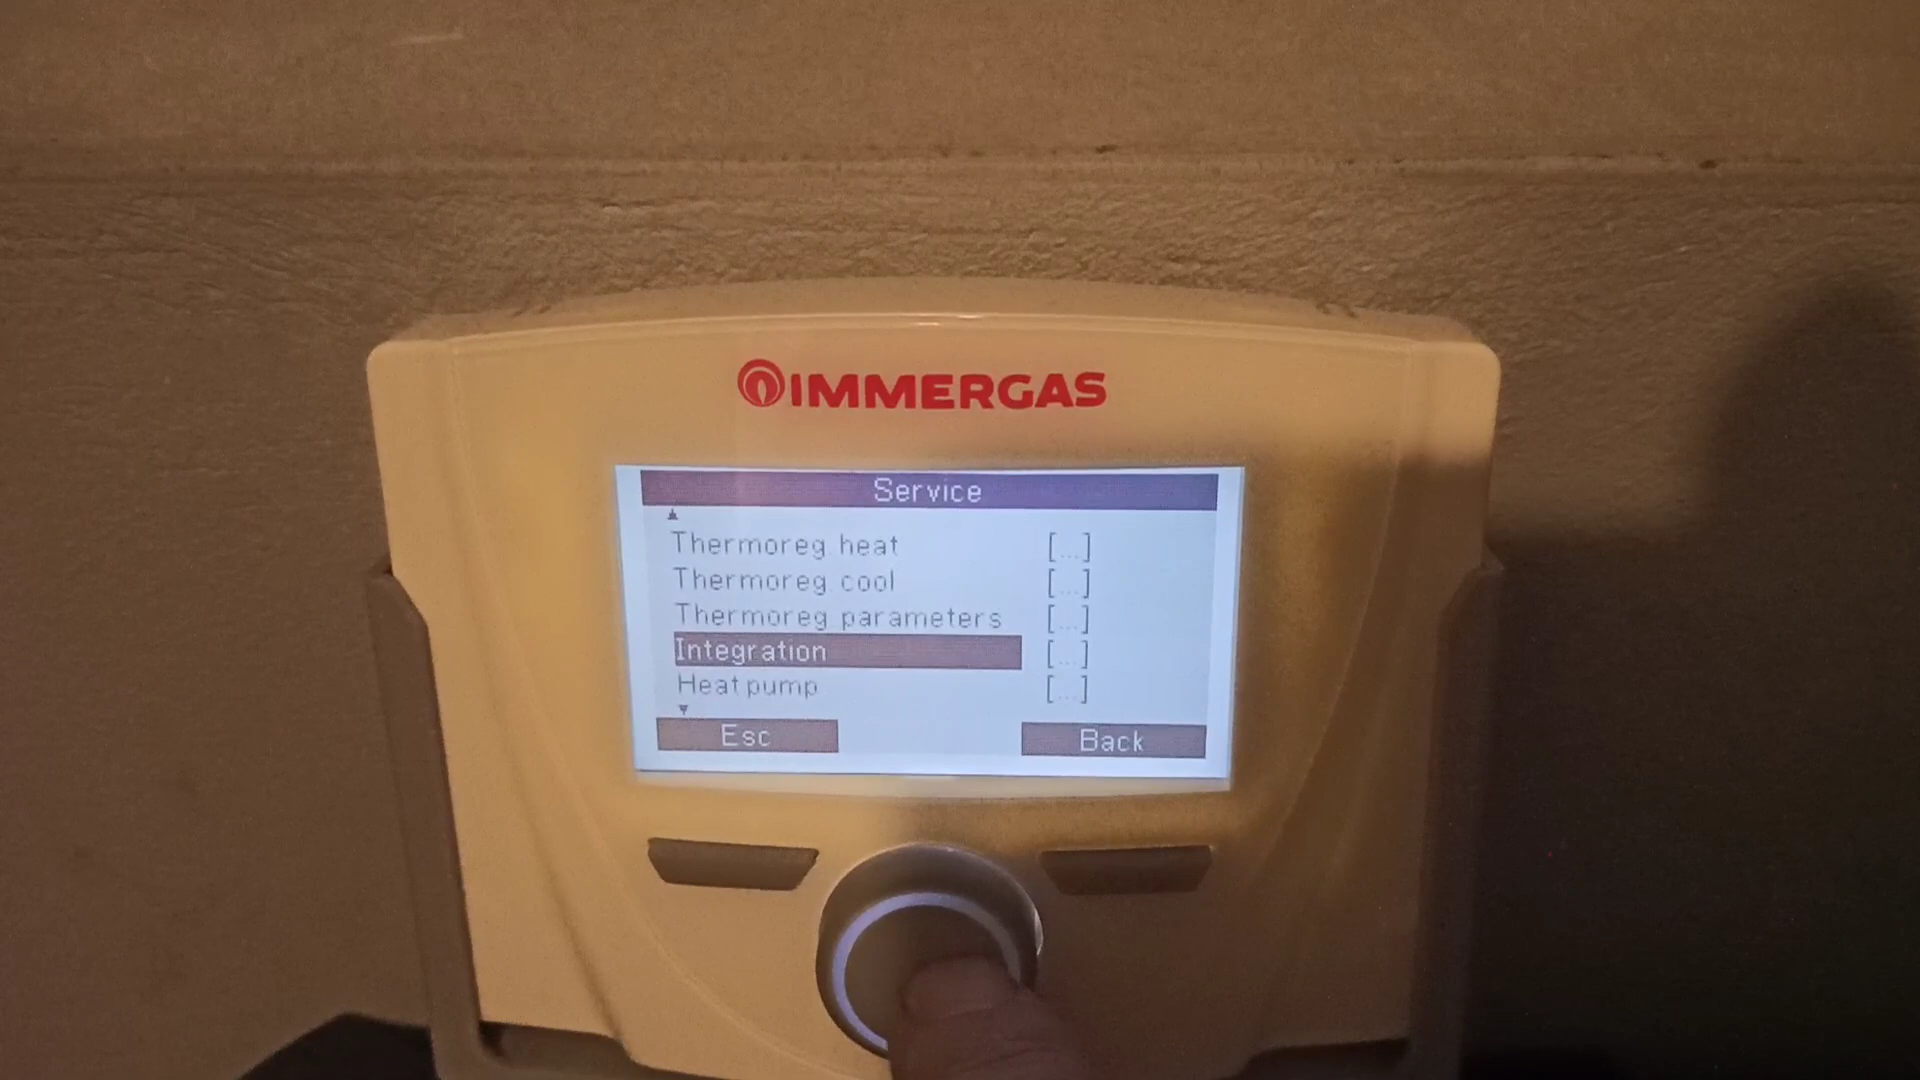 IMMERGAS
Service
Thermoreg heat [...]
Thermoreg cool [...]
Thermoreg parameters [...]
Integration [...]
Heat pump [...]
Esc Back